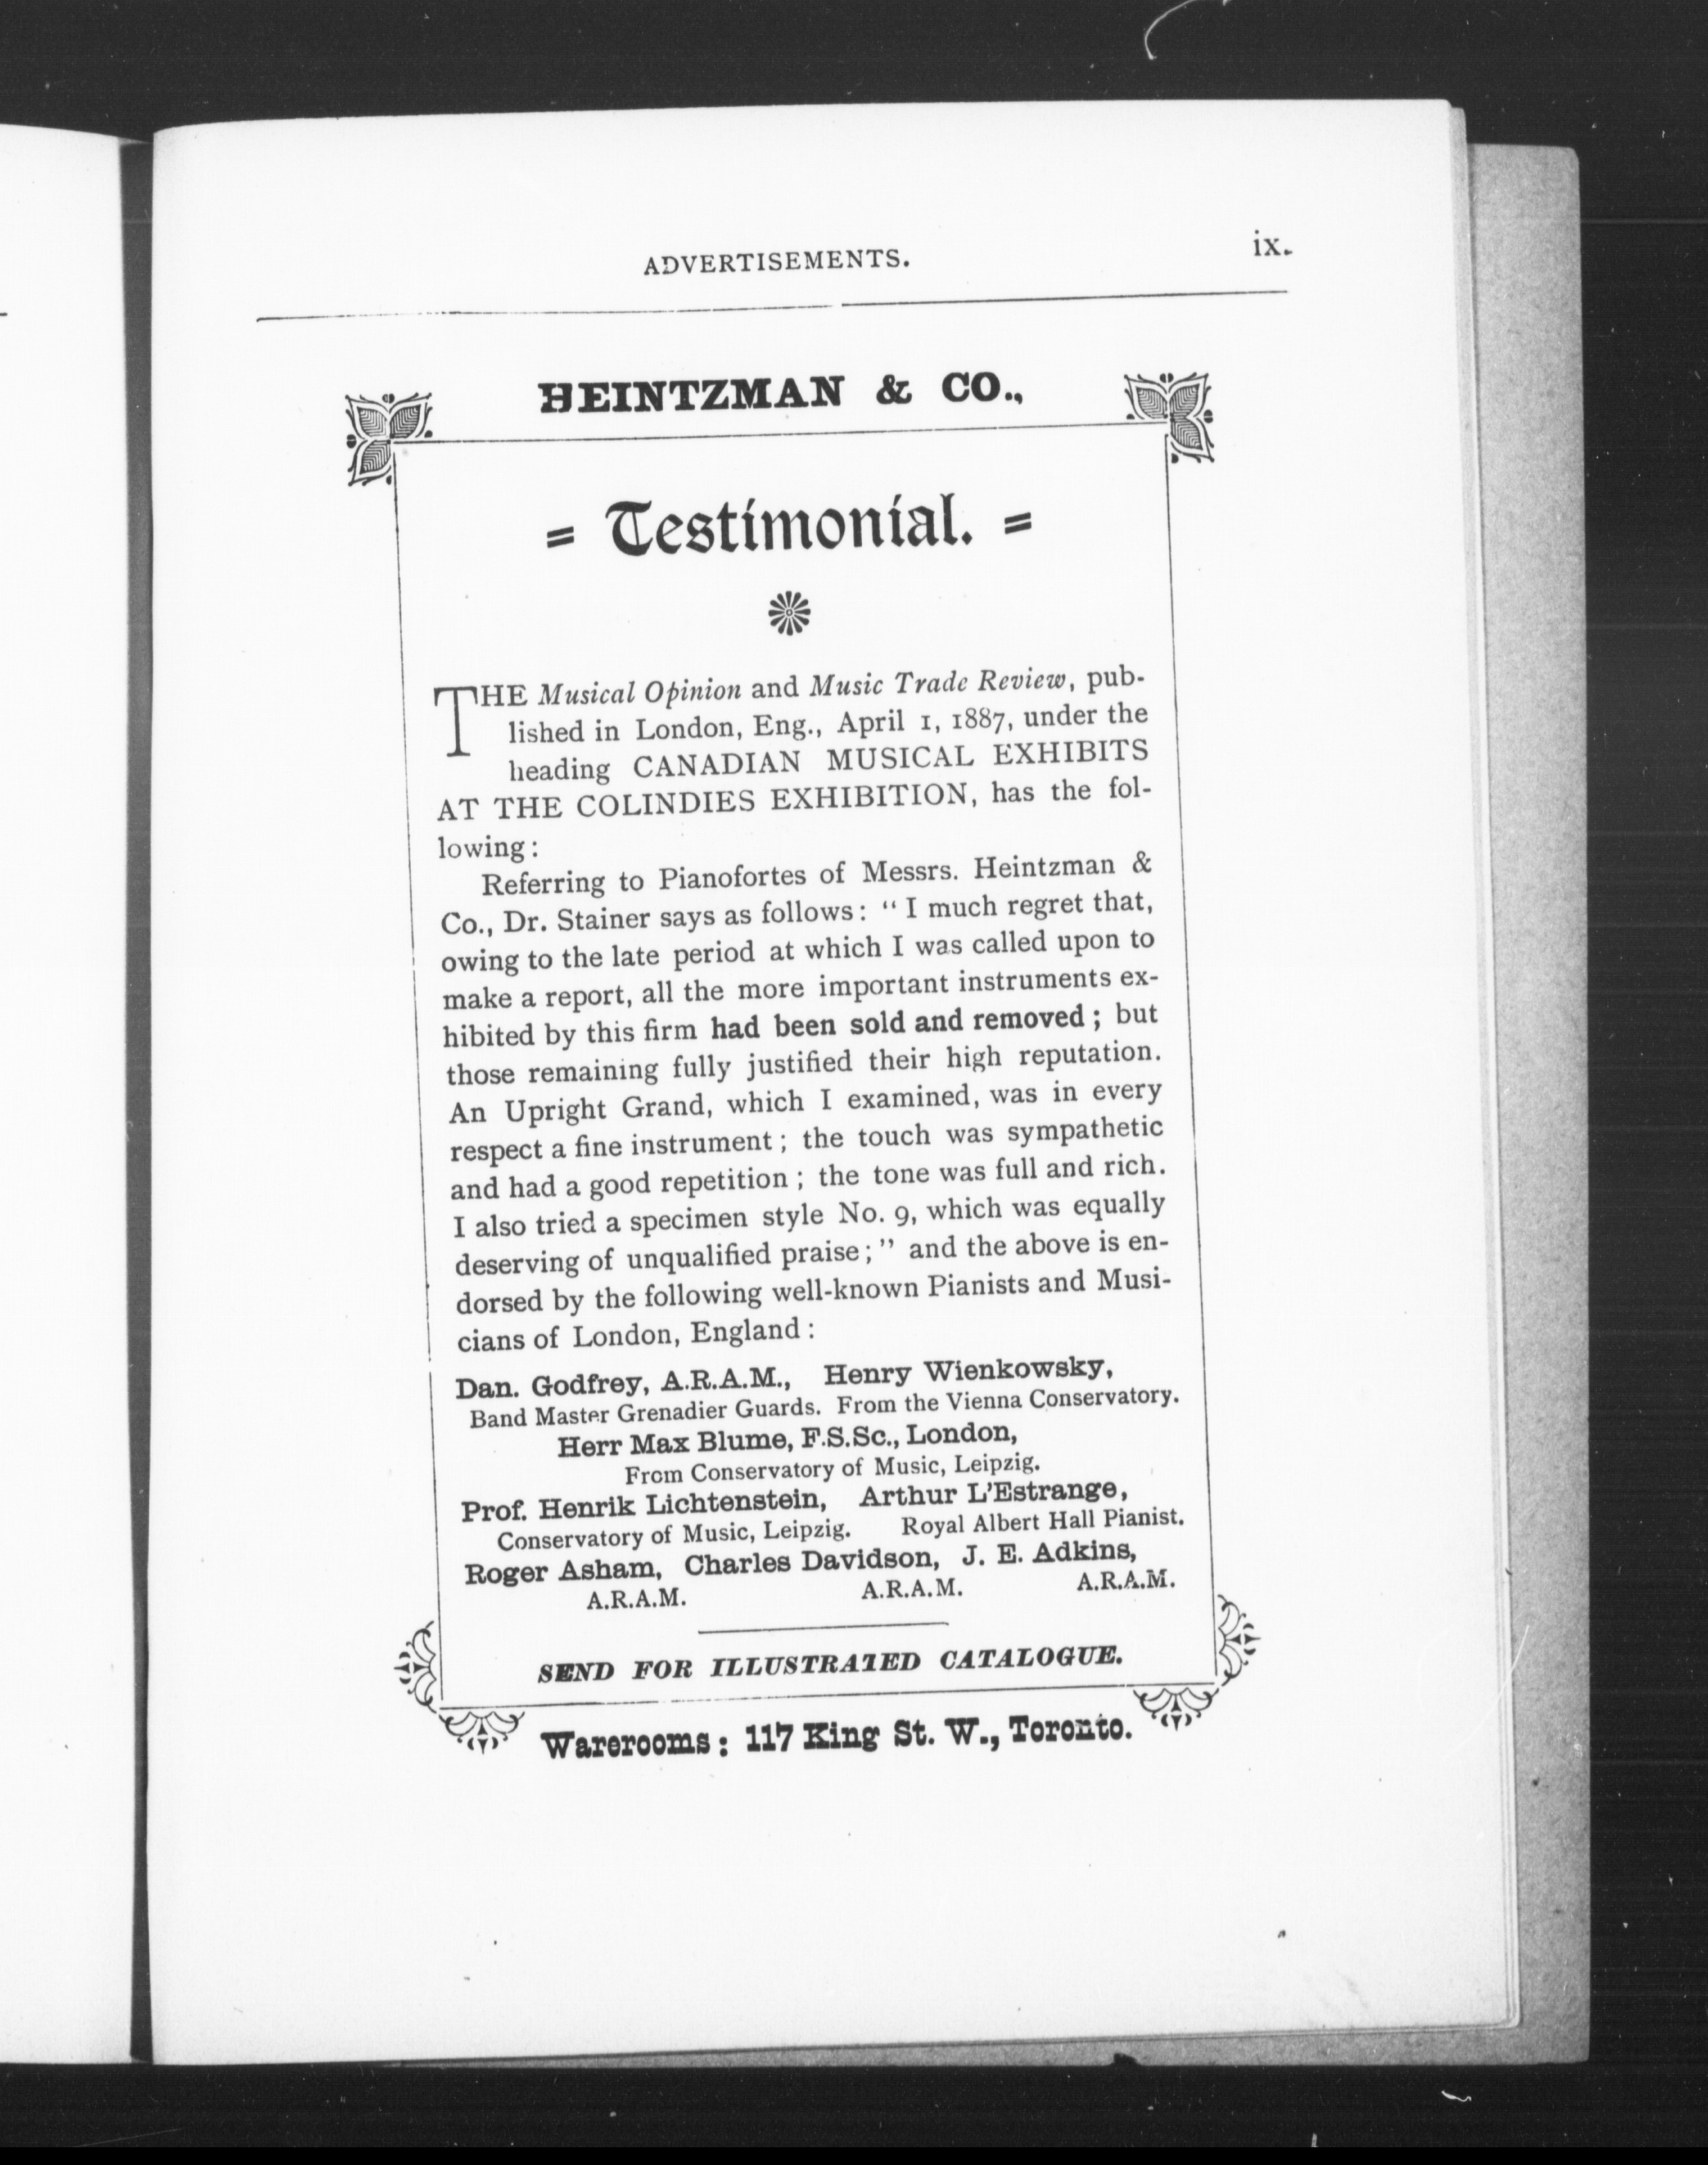 ADVERTISEMENTS. ix.
HEINTZMAN & CO.,
= Testimonial. =
THE Musical Opinion and Music Trade Review, pub-
lished in London, Eng., April 1, 1887, under the
heading CANADIAN MUSICAL EXHIBITS
AT THE COLINDIES EXHIBITION, has the fol-
lowing:
Referring to Pianofortes of Messrs. Heintzman &
Co., Dr. Stainer says as follows: "I much regret that,
owing to the late period at which I was called upon to
make a report, all the more important instruments ex-
hibited by this firm had been sold and removed; but
those remaining fully justified their high reputation.
An Upright Grand, which I examined, was in every
respect a fine instrument; the touch was sympathetic
and had a good repetition; the tone was full and rich.
I also tried a specimen style No. 9, which was equally
deserving of unqualified praise;" and the above is en-
dorsed by the following well-known Pianists and Musi-
cians of London, England:
Dan. Godfrey, A.R.A.M., Henry Wienkowsky,
Band Master Grenadier Guards. From the Vienna Conservatory.
Herr Max Blume, F.S.Sc., London,
From Conservatory of Music, Leipzig.
Prof. Henrik Lichtenstein, Arthur L'Estrange,
Conservatory of Music, Leipzig. Royal Albert Hall Pianist.
Roger Asham, Charles Davidson, J. E. Adkins,
A.R.A.M. A.R.A.M. A.R.A.M.
SEND FOR ILLUSTRATED CATALOGUE.
Warerooms: 117 King St. W., Toronto.